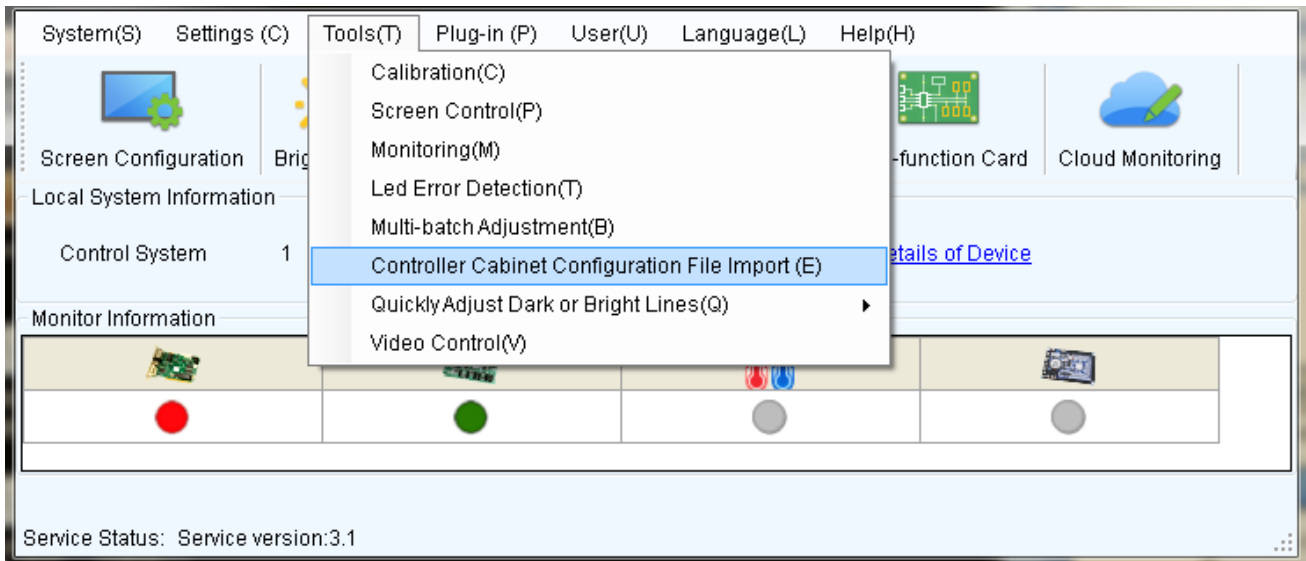 System(S) Settings (C) Tools(T) Plug-in (P) User(U) Language(L) Help(H)
Calibration(C)
Screen Control(P)
Monitoring(M)
Led Error Detection(T)
Multi-batch Adjustment(B)
Controller Cabinet Configuration File Import (E)
Quickly Adjust Dark or Bright Lines(Q)
Video Control(V)
Screen Configuration Brig -function Card Cloud Monitoring
Local System Information
Control System 1 etails of Device
Monitor Information
Service Status: Service version:3.1